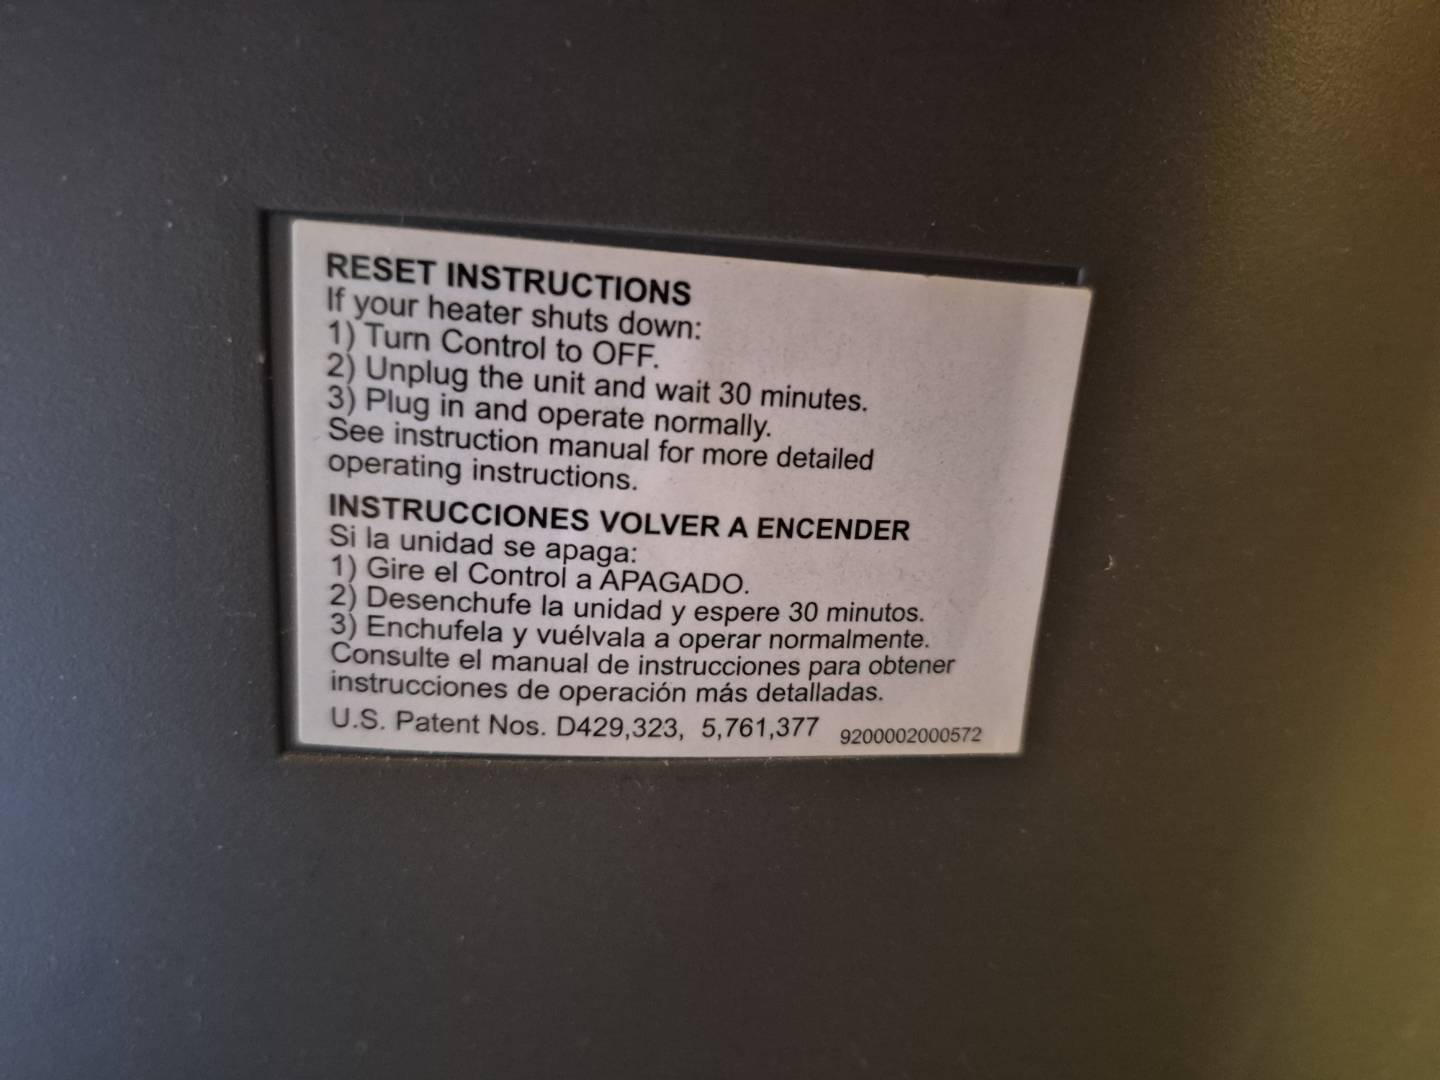 RESET INSTRUCTIONS
If your heater shuts down:
1) Turn Control to OFF.
2) Unplug the unit and wait 30 minutes.
3) Plug in and operate normally.
See instruction manual for more detailed
operating instructions.
INSTRUCCIONES VOLVER A ENCENDER
Si la unidad se apaga:
1) Gire el Control a APAGADO.
2) Desenchufe la unidad y espere 30 minutos.
3) Enchufela y vuélvala a operar normalmente.
Consulte el manual de instrucciones para obtener
instrucciones de operación más detalladas.
U.S. Patent Nos. D429,323, 5,761,377 9200002000572